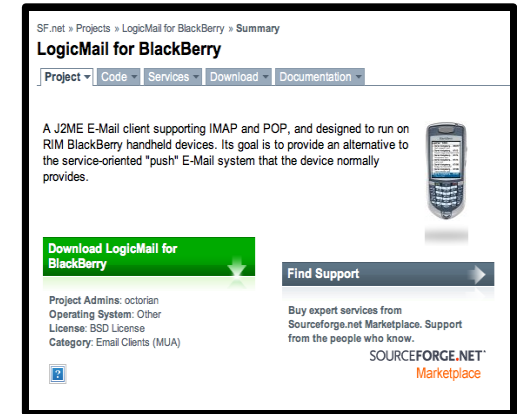 SF.net » Projects » LogicMail for BlackBerry » Summary
LogicMail for BlackBerry
Project Code Services Download Documentation
A J2ME E-Mail client supporting IMAP and POP, and designed to run on
RIM BlackBerry handheld devices. Its goal is to provide an alternative to
the service-oriented "push" E-Mail system that the device normally
provides.
Download LogicMail for
BlackBerry
Find Support
Project Admins: octorian
Operating System: Other
License: BSD License
Category: Email Clients (MUA)
?
Buy expert services from
Sourceforge.net Marketplace. Support
from the people who know.
SOURCEFORGE.NET
Marketplace